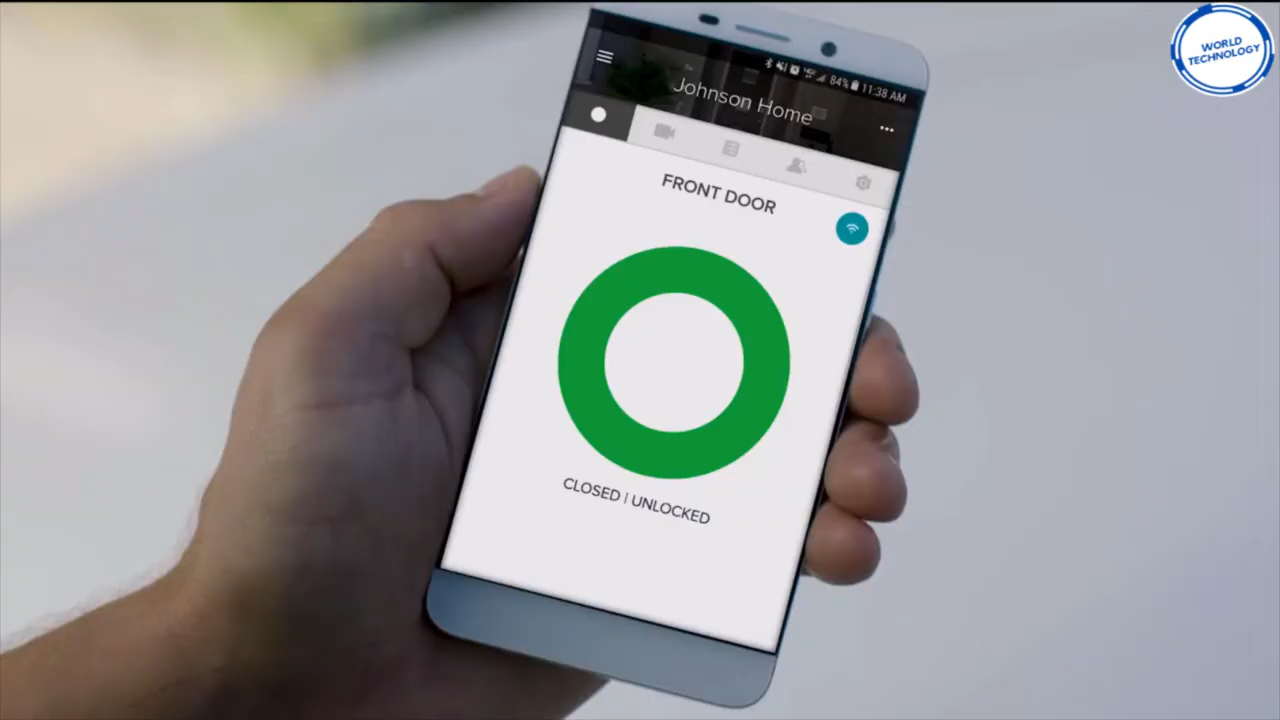 WORLD
TECHNOLOGY
84% 11:38 AM
Johnson Home
FRONT DOOR
CLOSED | UNLOCKED